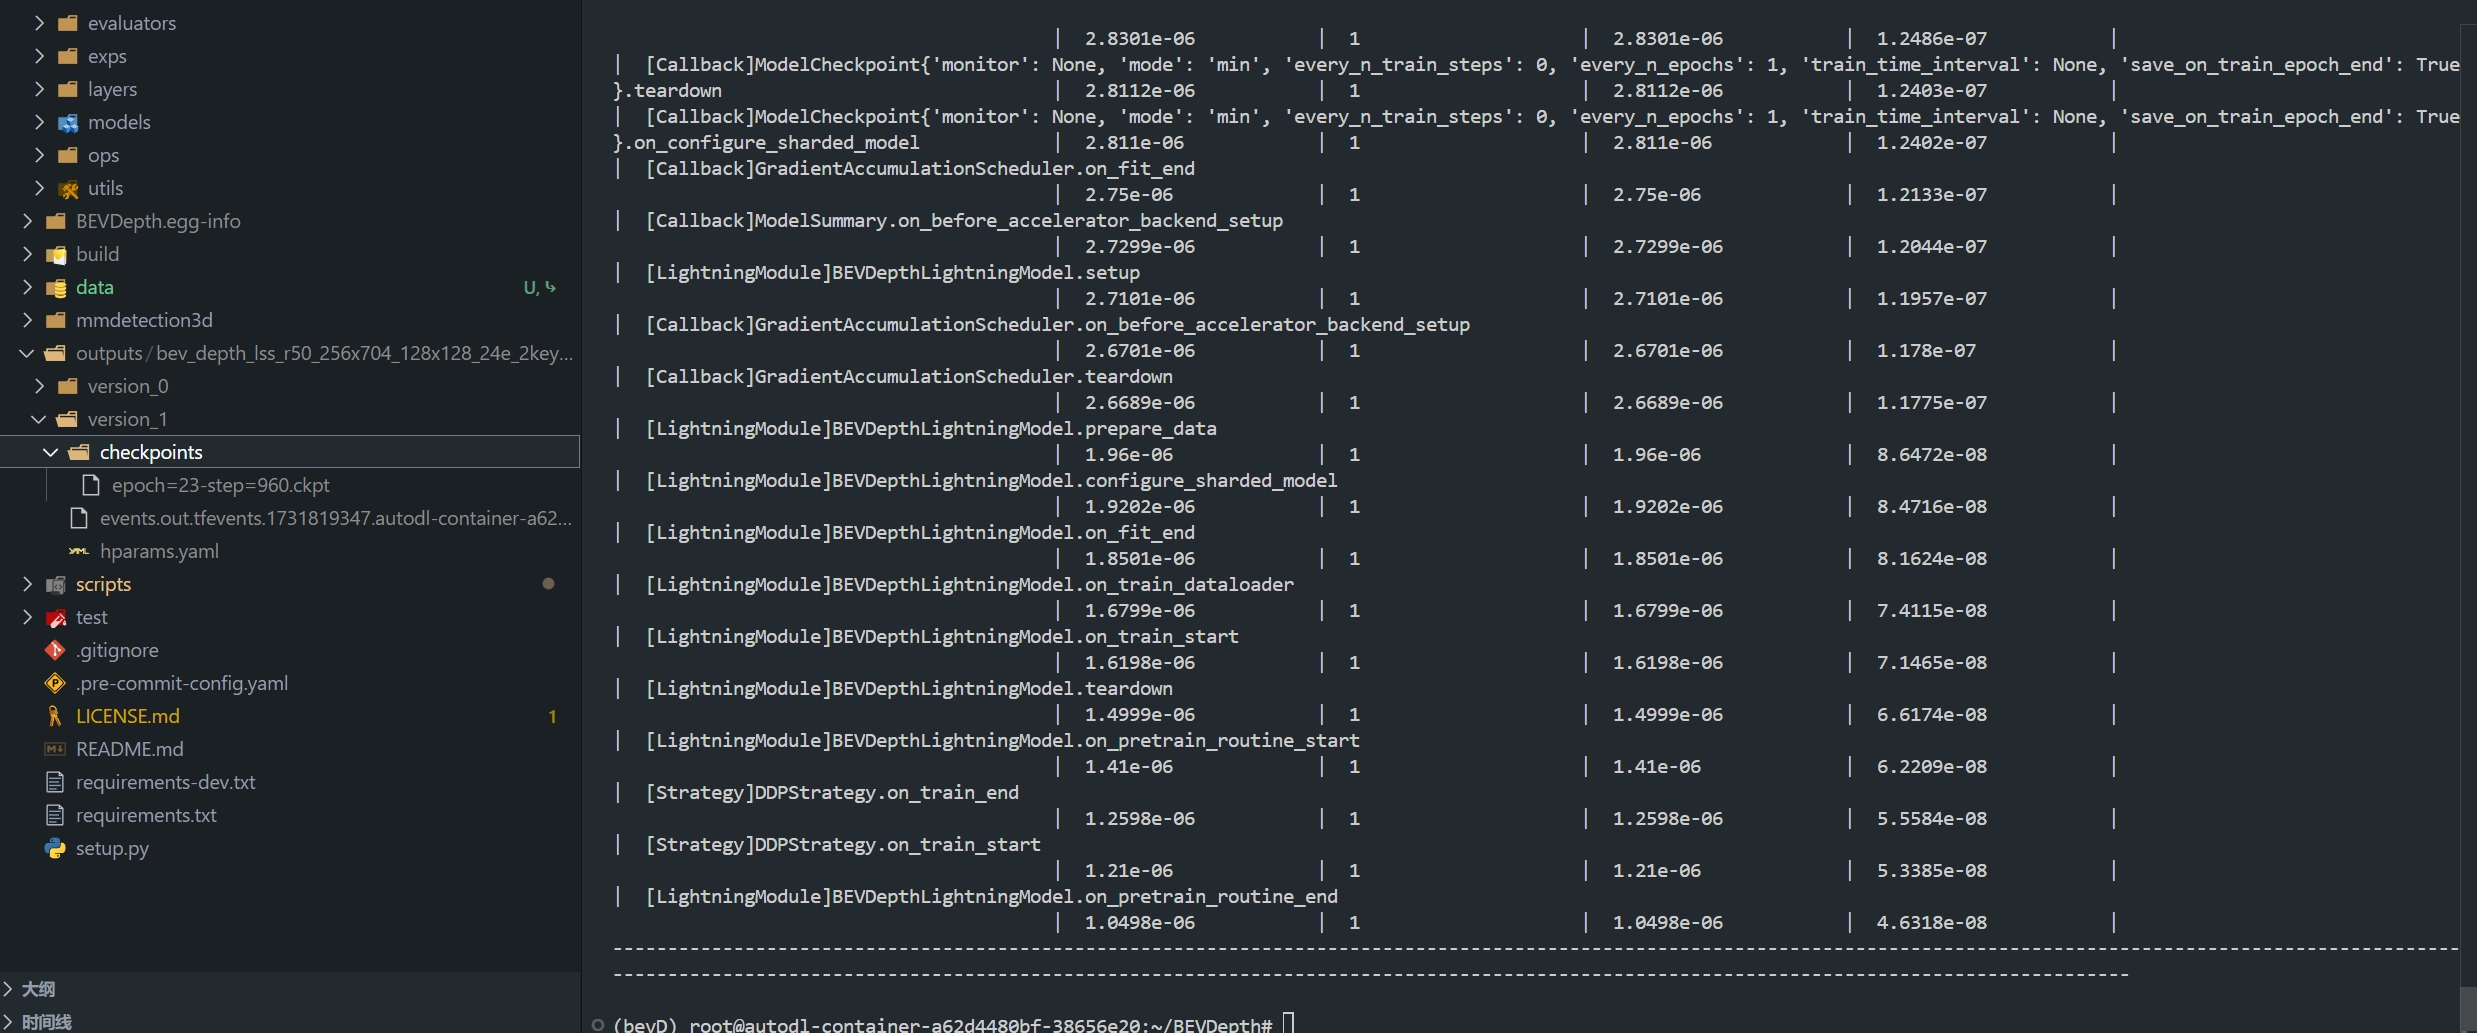 evaluators
exps
layers
models
ops
utils
BEVDepth.egg-info
build
data U,
mmdetection3d
outputs/bev_depth_lss_r50_256x704_128x128_24e_2key...
version_0
version_1
checkpoints
epoch=23-step=960.ckpt
events.out.tfevents.1731819347.autodl-container-a62...
hparams.yaml
scripts
test
.gitignore
.pre-commit-config.yaml
LICENSE.md 1
README.md
requirements-dev.txt
requirements.txt
setup.py
大纲
时间线
| 2.8301e-06 | 1 | 2.8301e-06 | 1.2486e-07 |
| [Callback]ModelCheckpoint{'monitor': None, 'mode': 'min', 'every_n_train_steps': 0, 'every_n_epochs': 1, 'train_time_interval': None, 'save_on_train_epoch_end': True
}.teardown | 2.8112e-06 | 1 | 2.8112e-06 | 1.2403e-07 |
| [Callback]ModelCheckpoint{'monitor': None, 'mode': 'min', 'every_n_train_steps': 0, 'every_n_epochs': 1, 'train_time_interval': None, 'save_on_train_epoch_end': True
}.on_configure_sharded_model | 2.811e-06 | 1 | 2.811e-06 | 1.2402e-07 |
| [Callback]GradientAccumulationScheduler.on_fit_end
| 2.75e-06 | 1 | 2.75e-06 | 1.2133e-07 |
| [Callback]ModelSummary.on_before_accelerator_backend_setup
| 2.7299e-06 | 1 | 2.7299e-06 | 1.2044e-07 |
| [LightningModule]BEVDepthLightningModel.setup
| 2.7101e-06 | 1 | 2.7101e-06 | 1.1957e-07 |
| [Callback]GradientAccumulationScheduler.on_before_accelerator_backend_setup
| 2.6701e-06 | 1 | 2.6701e-06 | 1.178e-07 |
| [Callback]GradientAccumulationScheduler.teardown
| 2.6689e-06 | 1 | 2.6689e-06 | 1.1775e-07 |
| [LightningModule]BEVDepthLightningModel.prepare_data
| 1.96e-06 | 1 | 1.96e-06 | 8.6472e-08 |
| [LightningModule]BEVDepthLightningModel.configure_sharded_model
| 1.9202e-06 | 1 | 1.9202e-06 | 8.4716e-08 |
| [LightningModule]BEVDepthLightningModel.on_fit_end
| 1.8501e-06 | 1 | 1.8501e-06 | 8.1624e-08 |
| [LightningModule]BEVDepthLightningModel.on_train_dataloader
| 1.6799e-06 | 1 | 1.6799e-06 | 7.4115e-08 |
| [LightningModule]BEVDepthLightningModel.on_train_start
| 1.6198e-06 | 1 | 1.6198e-06 | 7.1465e-08 |
| [LightningModule]BEVDepthLightningModel.teardown
| 1.4999e-06 | 1 | 1.4999e-06 | 6.6174e-08 |
| [LightningModule]BEVDepthLightningModel.on_pretrain_routine_start
| 1.41e-06 | 1 | 1.41e-06 | 6.2209e-08 |
| [Strategy]DDPStrategy.on_train_end
| 1.2598e-06 | 1 | 1.2598e-06 | 5.5584e-08 |
| [Strategy]DDPStrategy.on_train_start
| 1.21e-06 | 1 | 1.21e-06 | 5.3385e-08 |
| [LightningModule]BEVDepthLightningModel.on_pretrain_routine_end
| 1.0498e-06 | 1 | 1.0498e-06 | 4.6318e-08 |
(bevD) root@autodl-container-a62d4480bf-38656e20:~/BEVDepth#